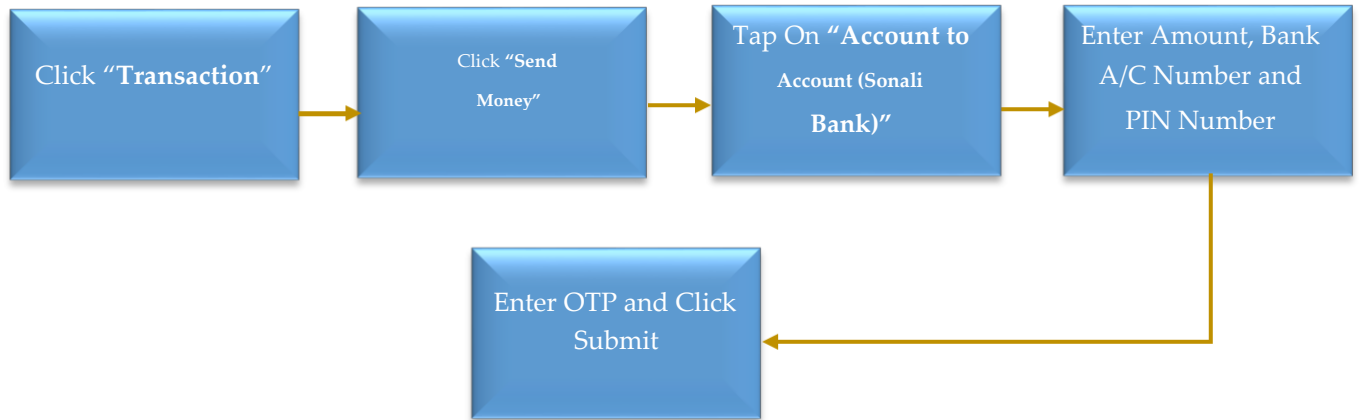 Click “Transaction”
Click “Send
Money”
Tap On “Account to
Account (Sonali
Bank)”
Enter Amount, Bank
A/C Number and
PIN Number
Enter OTP and Click
Submit